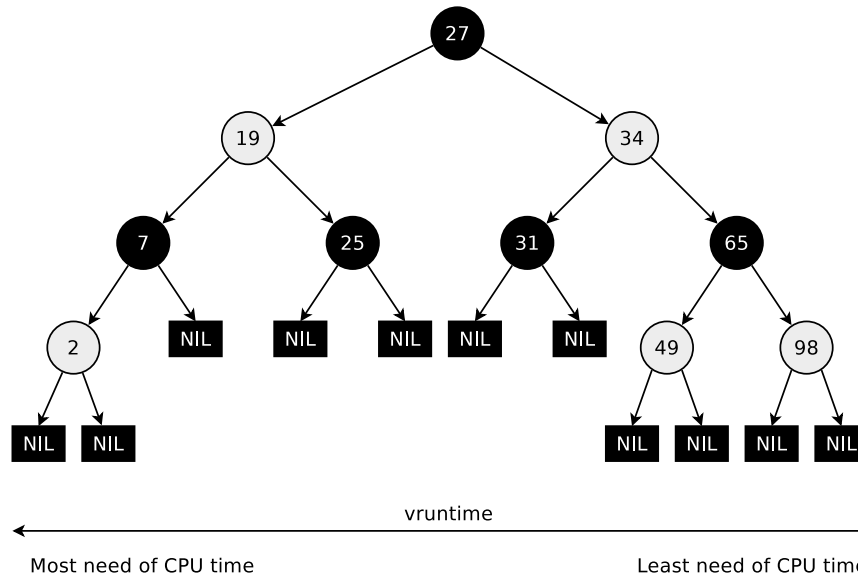 27
19
34
7
25
31
65
2
NIL
NIL
NIL
NIL
NIL
49
98
NIL
NIL
NIL
NIL
NIL
NIL
vruntime
Most need of CPU time
Least need of CPU time